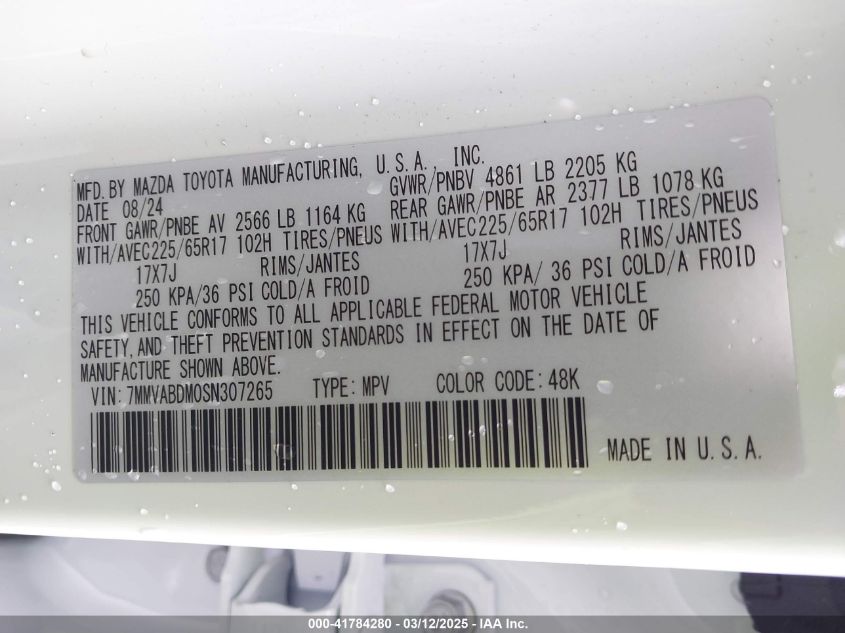 MFD. BY MAZDA TOYOTA MANUFACTURING, U.S.A., INC.
DATE 08/24 GVWR/PNBV 4861 LB 2205 KG
FRONT GAWR/PNBE AV 2566 LB 1164 KG REAR GAWR/PNBE AR 2377 LB 1078 KG
WITH/AVEC225/65R17 102H TIRES/PNEUS WITH/AVEC225/65R17 102H TIRES/PNEUS
17X7J RIMS/JANTES 17X7J RIMS/JANTES
250 KPA/36 PSI COLD/A FROID 250 KPA/ 36 PSI COLD/A FROID
THIS VEHICLE CONFORMS TO ALL APPLICABLE FEDERAL MOTOR VEHICLE
SAFETY, AND THEFT PREVENTION STANDARDS IN EFFECT ON THE DATE OF
MANUFACTURE SHOWN ABOVE.
VIN: 7MMVABDM0SN307265 TYPE: MPV COLOR CODE: 48K
MADE IN U.S.A.
000-41784280 - 03/12/2025 - IAA Inc.